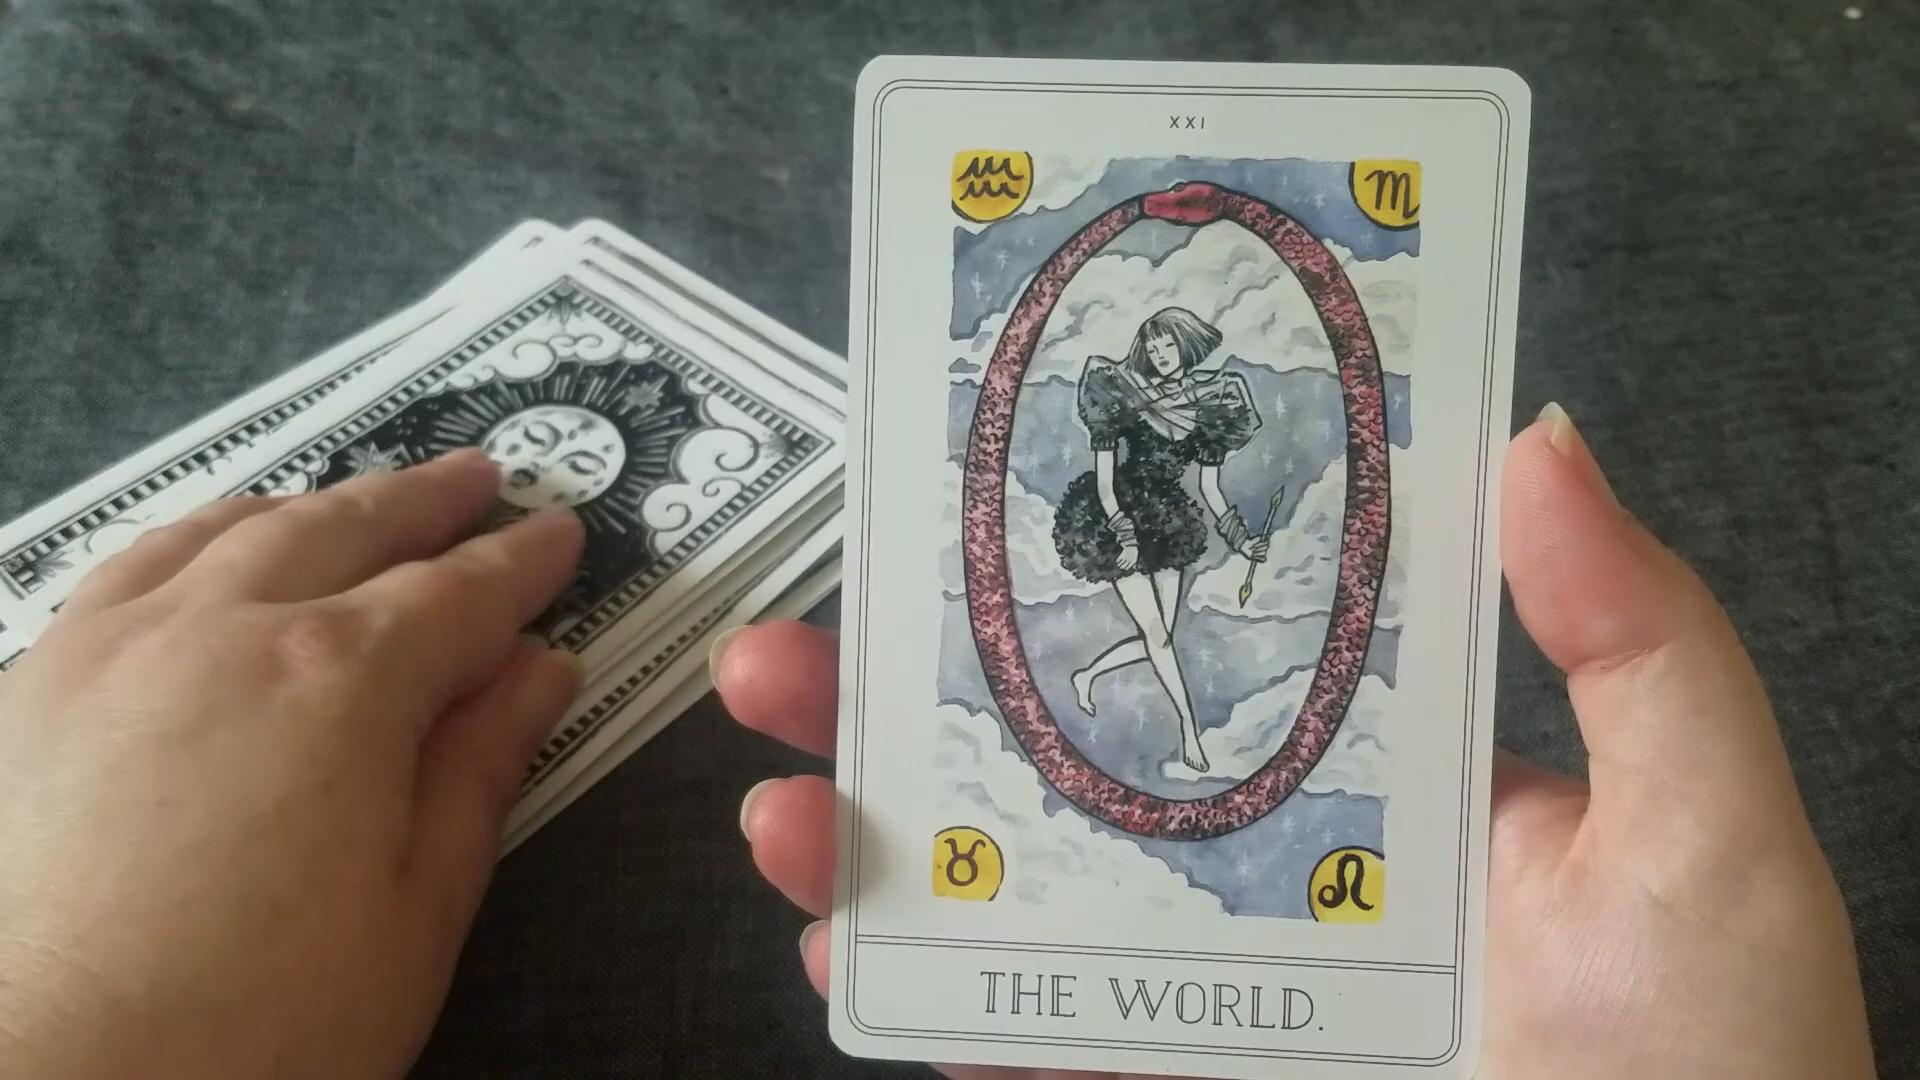 XXI
♒ ♏
♉ ♌
THE WORLD.